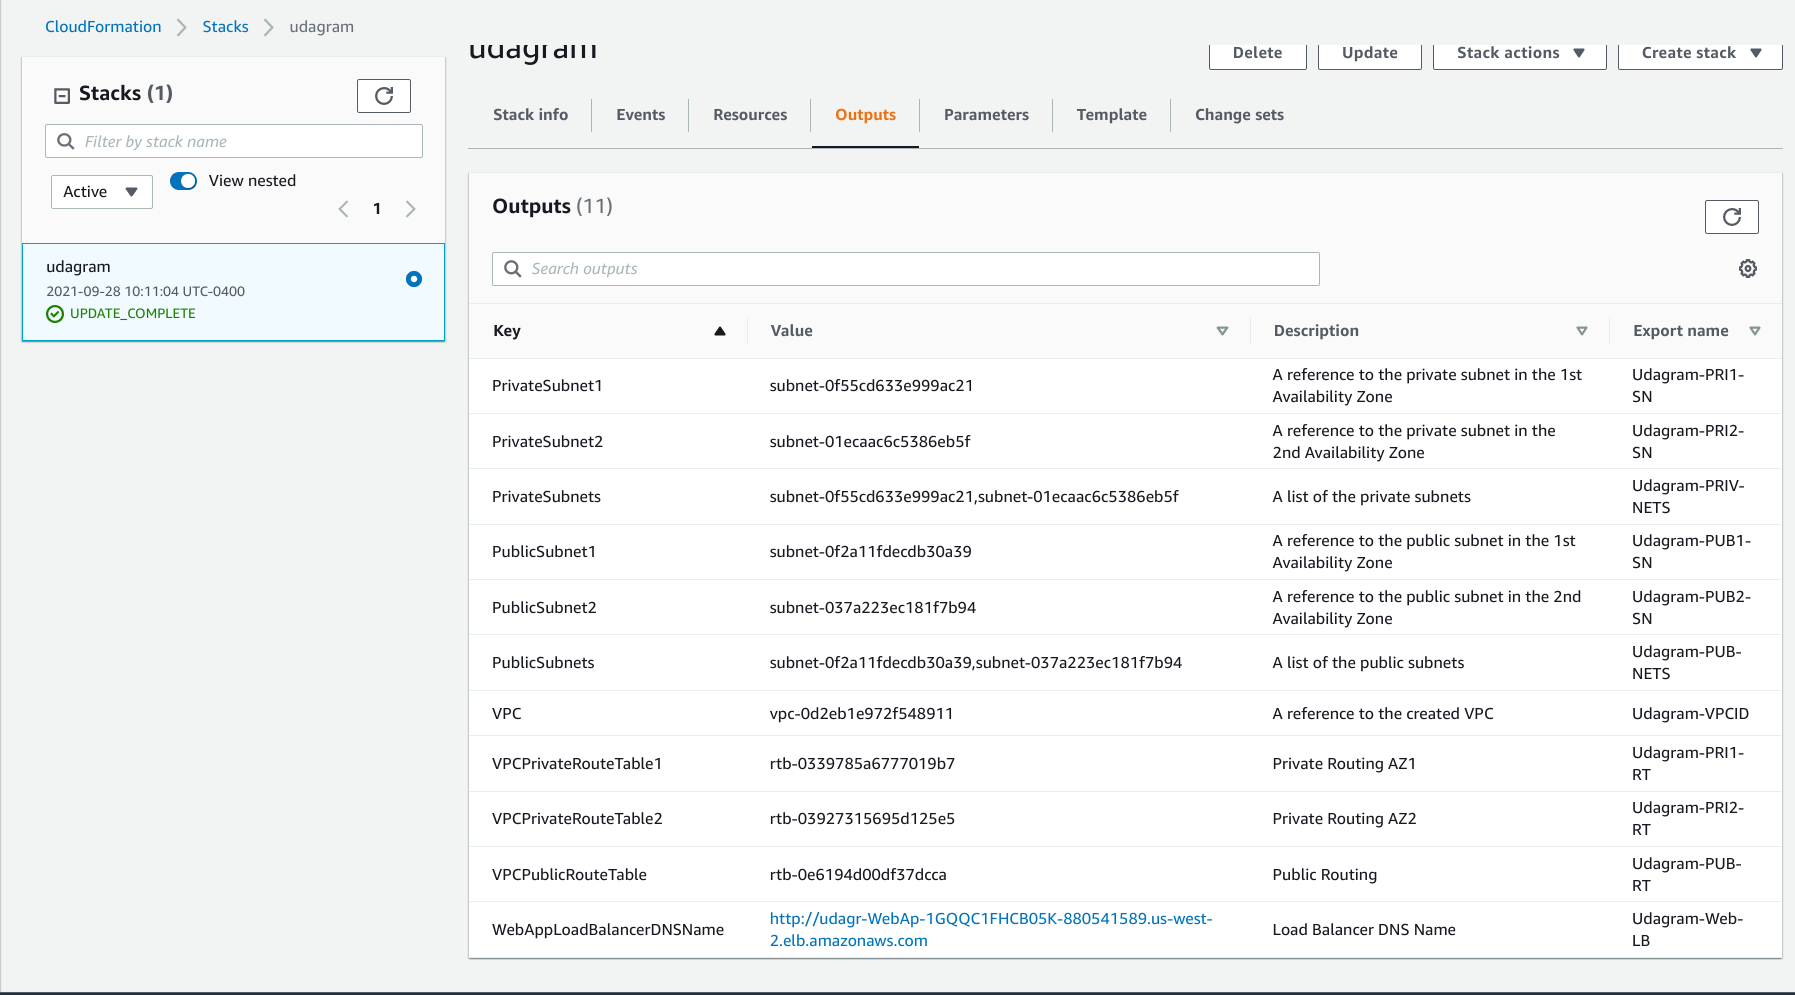 CloudFormation > Stacks > udagram
udagram
Delete Update Stack actions Create stack
Stacks (1)
Filter by stack name
Active
View nested
1
udagram
2021-09-28 10:11:04 UTC-0400
UPDATE_COMPLETE
Stack info Events Resources Outputs Parameters Template Change sets
Outputs (11)
Search outputs
Key Value Description Export name
PrivateSubnet1 subnet-0f55cd633e999ac21 A reference to the private subnet in the 1st Udagram-PRI1-
Availability Zone SN
PrivateSubnet2 subnet-01ecaac6c5386eb5f A reference to the private subnet in the Udagram-PRI2-
2nd Availability Zone SN
PrivateSubnets subnet-0f55cd633e999ac21,subnet-01ecaac6c5386eb5f A list of the private subnets Udagram-PRIV-
NETS
PublicSubnet1 subnet-0f2a11fdecdb30a39 A reference to the public subnet in the 1st Udagram-PUB1-
Availability Zone SN
PublicSubnet2 subnet-037a223ec181f7b94 A reference to the public subnet in the 2nd Udagram-PUB2-
Availability Zone SN
PublicSubnets subnet-0f2a11fdecdb30a39,subnet-037a223ec181f7b94 A list of the public subnets Udagram-PUB-
NETS
VPC vpc-0d2eb1e972f548911 A reference to the created VPC Udagram-VPCID
VPCPrivateRouteTable1 rtb-0339785a6777019b7 Private Routing AZ1 Udagram-PRI1-
RT
VPCPrivateRouteTable2 rtb-03927315695d125e5 Private Routing AZ2 Udagram-PRI2-
RT
VPCPublicRouteTable rtb-0e6194d00df37dcca Public Routing Udagram-PUB-
RT
WebAppLoadBalancerDNSName http://udagr-WebAp-1GQQC1FHCB05K-880541589.us-west- Load Balancer DNS Name Udagram-Web-
2.elb.amazonaws.com LB